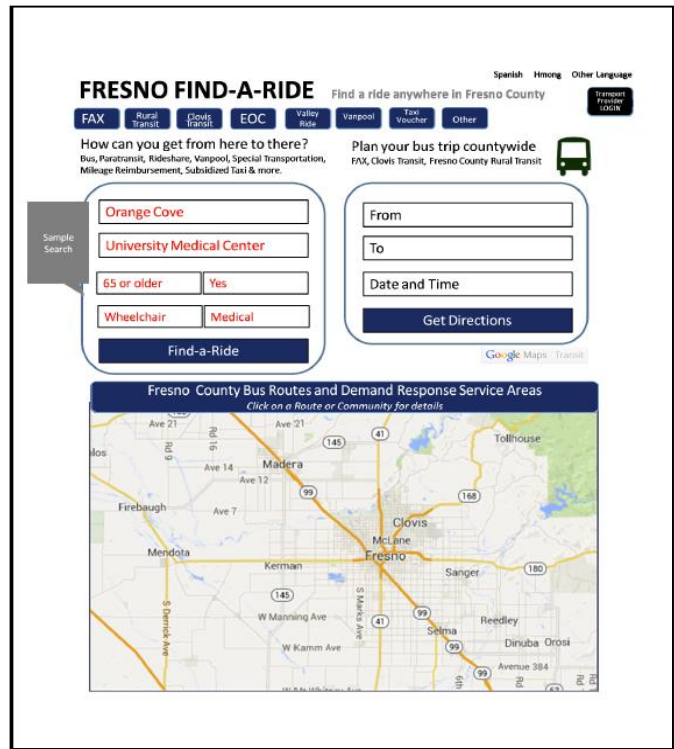 Spanish Hmong Other Language
FRESNO FIND-A-RIDE Find a ride anywhere in Fresno County
Transport
Provider
LOGIN
FAX
Rural
Transit
Clovis
Transit
EOC
Valley
Ride
Vanpool
Taxi
Voucher
Other
How can you get from here to there?
Bus, Paratransit, Rideshare, Vanpool, Special Transportation,
Mileage Reimbursement, Subsidized Taxi & more.
Plan your bus trip countywide
FAX, Clovis Transit, Fresno County Rural Transit
Sample
Search
Orange Cove
University Medical Center
65 or older Yes
Wheelchair Medical
Find-a-Ride
From
To
Date and Time
Get Directions
Google Maps Transit
Fresno County Bus Routes and Demand Response Service Areas
Click on a Route or Community for details
Ave 21
Ave 21
Rd 9
Rd 16
145
41
Tollhouse
los
Ave 14
Madera
Ave 12
99
168
Firebaugh
Ave 7
Clovis
McLane
Mendota
Fresno
Kerman
Sanger
180
145
S Derrick Ave
S Marks Ave
W Manning Ave
41
99
Reedley
Selma
Dinuba
Orosi
W Kamm Ave
99
Avenue 384
99
6th
Rd
Rd
63